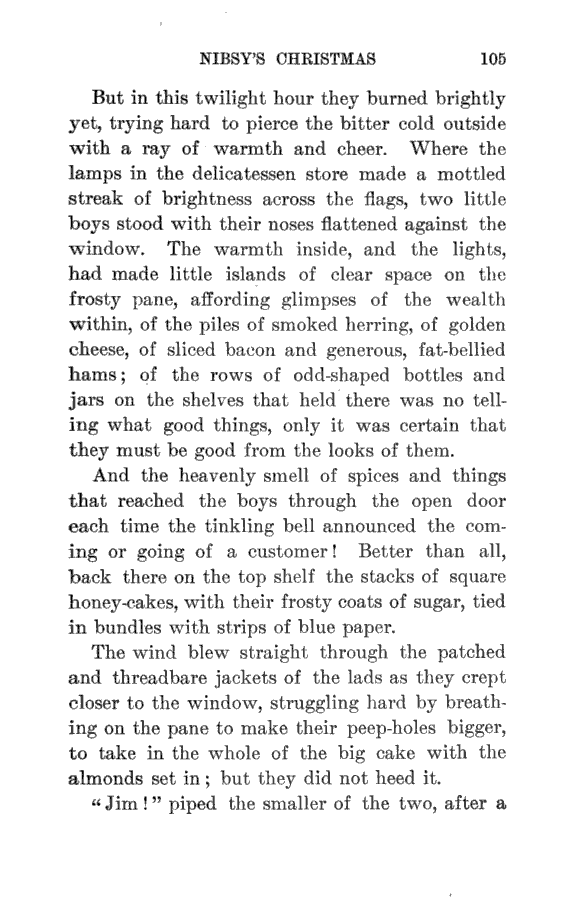 NIBSY'S CHRISTMAS 105
But in this twilight hour they burned brightly
yet, trying hard to pierce the bitter cold outside
with a ray of warmth and cheer. Where the
lamps in the delicatessen store made a mottled
streak of brightness across the flags, two little
boys stood with their noses flattened against the
window. The warmth inside, and the lights,
had made little islands of clear space on the
frosty pane, affording glimpses of the wealth
within, of the piles of smoked herring, of golden
cheese, of sliced bacon and generous, fat-bellied
hams; of the rows of odd-shaped bottles and
jars on the shelves that held there was no tell-
ing what good things, only it was certain that
they must be good from the looks of them.
And the heavenly smell of spices and things
that reached the boys through the open door
each time the tinkling bell announced the com-
ing or going of a customer! Better than all,
back there on the top shelf the stacks of square
honey-cakes, with their frosty coats of sugar, tied
in bundles with strips of blue paper.
The wind blew straight through the patched
and threadbare jackets of the lads as they crept
closer to the window, struggling hard by breath-
ing on the pane to make their peep-holes bigger,
to take in the whole of the big cake with the
almonds set in; but they did not heed it.
"Jim!" piped the smaller of the two, after a